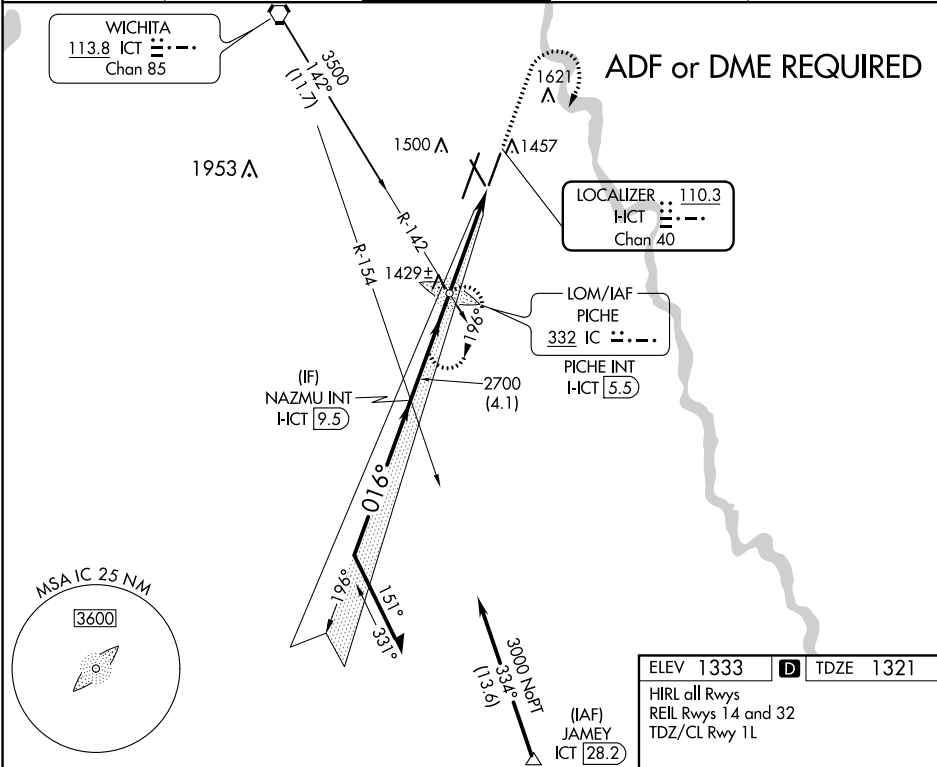 WICHITA
113.8 ICT
Chan 85
3500
142°
(11.7)
1621
ADF or DME REQUIRED
1500
1457
1953
LOCALIZER 110.3
I-ICT
Chan 40
R-142
R-154
1429±
LOM/IAF
PICHE
332 IC
196°
PICHE INT
I-ICT 5.5
(IF)
NAZMU INT
I-ICT 9.5
2700
(4.1)
016°
MSA IC 25 NM
3600
196°
151°
331°
3000 NoPT
334°
(13.6)
(IAF)
JAMEY
ICT 28.2
ELEV 1333 D TDZE 1321
HIRL all Rwys
REIL Rwys 14 and 32
TDZ/CL Rwy 1L